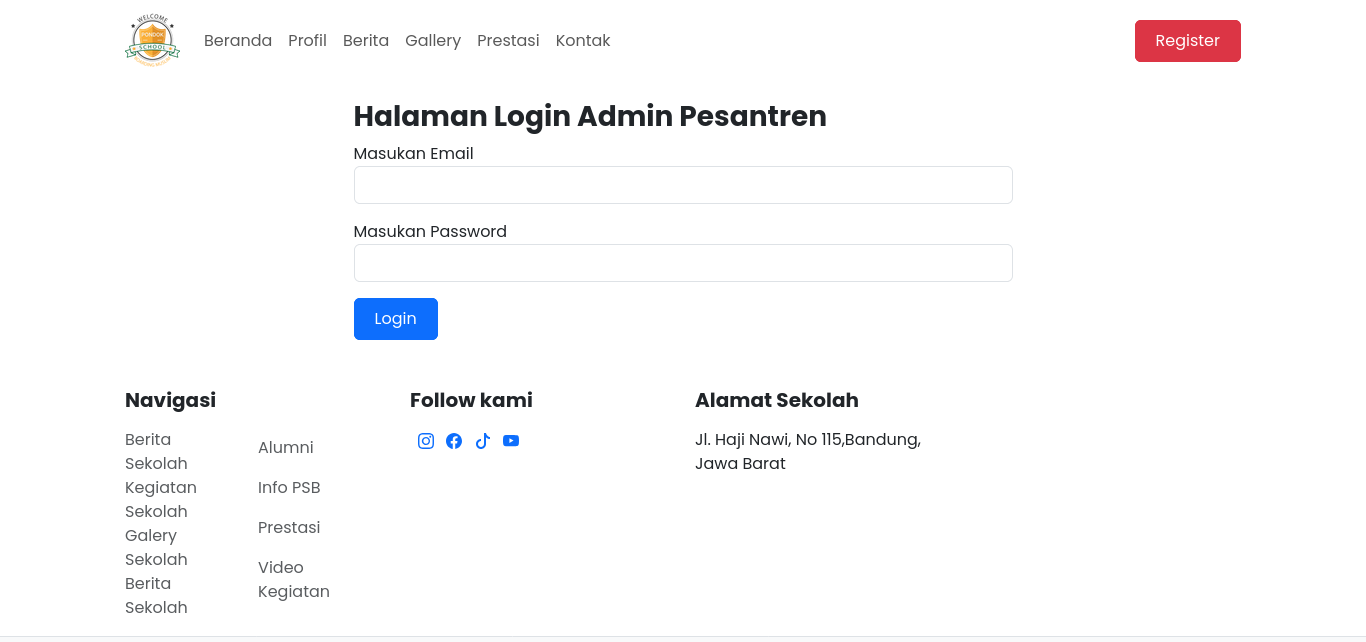 WELCOME
PONDOK
SCHOOL
Beranda Profil Berita Gallery Prestasi Kontak
Register
Halaman Login Admin Pesantren
Masukan Email
Masukan Password
Login
Navigasi
Berita
Sekolah
Kegiatan
Sekolah
Galery
Sekolah
Berita
Sekolah
Alumni
Info PSB
Prestasi
Video
Kegiatan
Follow kami
Alamat Sekolah
Jl. Haji Nawi, No 115,Bandung,
Jawa Barat